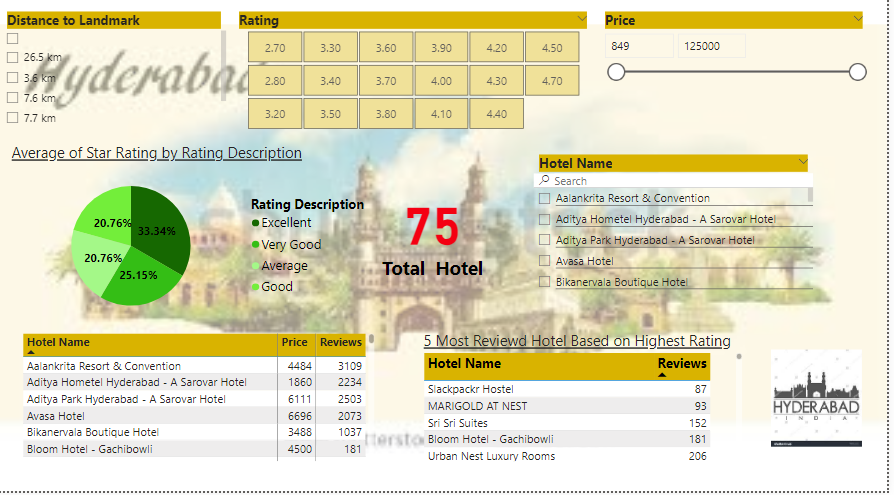 Distance to Landmark
26.5 km
3.6 km
7.6 km
7.7 km
Rating
2.70 3.30 3.60 3.90 4.20 4.50
2.80 3.40 3.70 4.00 4.30 4.70
3.20 3.50 3.80 4.10 4.40
Price
849 125000
Hyderabad
Average of Star Rating by Rating Description
33.34%
25.15%
20.76%
20.76%
Rating Description
Excellent
Very Good
Average
Good
75
Total Hotel
Hotel Name
Search
Aalankrita Resort & Convention
Aditya Hometel Hyderabad - A Sarovar Hotel
Aditya Park Hyderabad - A Sarovar Hotel
Avasa Hotel
Bikanervala Boutique Hotel
Hotel Name Price Reviews
Aalankrita Resort & Convention 4484 3109
Aditya Hometel Hyderabad - A Sarovar Hotel 1860 2234
Aditya Park Hyderabad - A Sarovar Hotel 6111 2503
Avasa Hotel 6696 2073
Bikanervala Boutique Hotel 3488 1037
Bloom Hotel - Gachibowli 4500 181
5 Most Reviewd Hotel Based on Highest Rating
Hotel Name Reviews
Slackpackr Hostel 87
MARIGOLD AT NEST 93
Sri Sri Suites 152
Bloom Hotel - Gachibowli 181
Urban Nest Luxury Rooms 206
HYDERABAD
INDIA